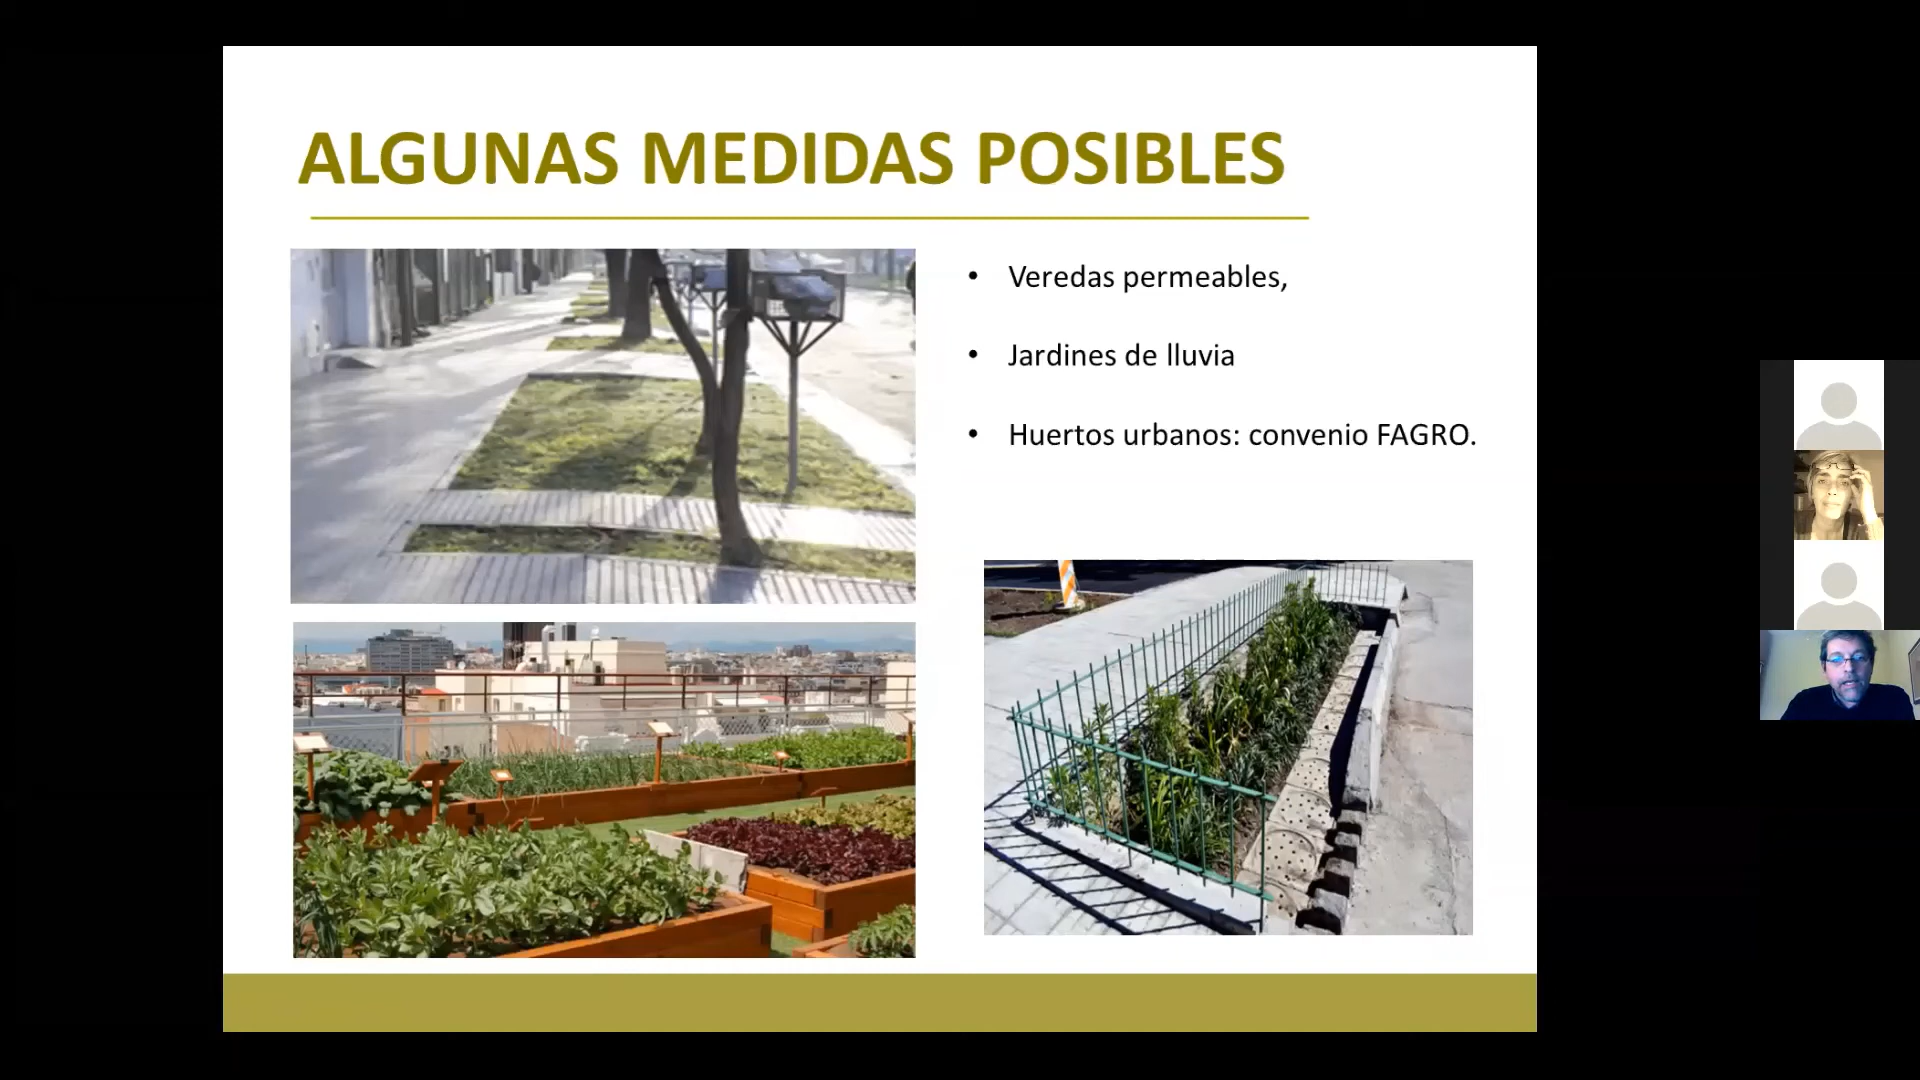 ALGUNAS MEDIDAS POSIBLES
• Veredas permeables,
• Jardines de lluvia
• Huertos urbanos: convenio FAGRO.